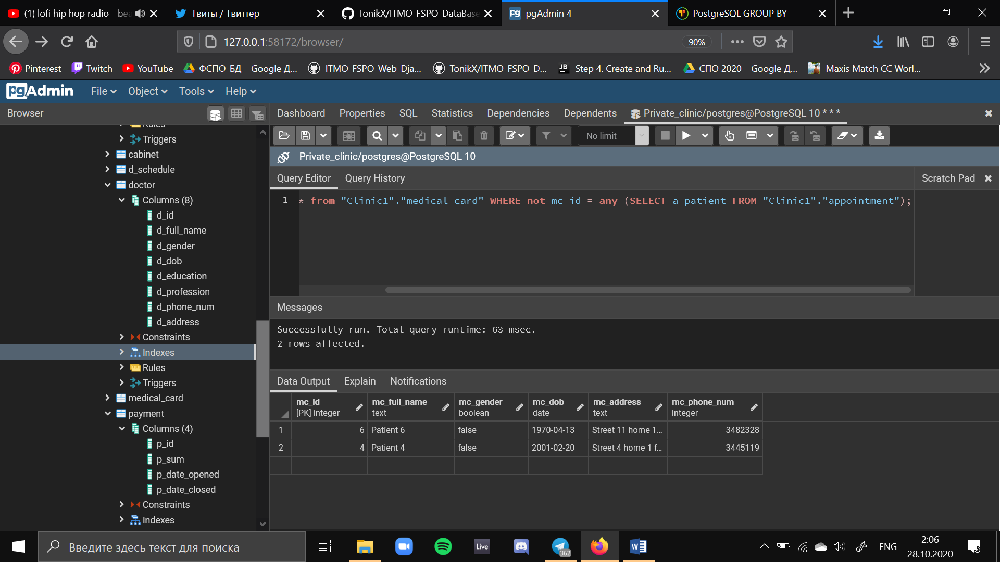 (1) lofi hip hop radio - bea
Твиты / Твиттер
TonikX/ITMO_FSPO_DataBase
pgAdmin 4
PostgreSQL GROUP BY
127.0.0.1:58172/browser/
90%
Pinterest
Twitch
YouTube
ФСПО_БД – Google Д...
ITMO_FSPO_Web_Dja...
TonikX/ITMO_FSPO_D...
Step 4. Create and Ru...
СПО 2020 – Google Д...
Maxis Match CC Worl...
pgAdmin
File
Object
Tools
Help
Browser
Dashboard
Properties
SQL
Statistics
Dependencies
Dependents
Private_clinic/postgres@PostgreSQL 10 * * *
No limit
Private_clinic/postgres@PostgreSQL 10
Query Editor
Query History
Scratch Pad
1
* from "Clinic1"."medical_card" WHERE not mc_id = any (SELECT a_patient FROM "Clinic1"."appointment");
Rules
Triggers
cabinet
d_schedule
doctor
Columns (8)
d_id
d_full_name
d_gender
d_dob
d_education
d_profession
d_phone_num
d_address
Constraints
Indexes
Rules
Triggers
medical_card
payment
Columns (4)
p_id
p_sum
p_date_opened
p_date_closed
Constraints
Indexes
Messages
Successfully run. Total query runtime: 63 msec.
2 rows affected.
Data Output
Explain
Notifications
mc_id [PK] integer
mc_full_name text
mc_gender boolean
mc_dob date
mc_address text
mc_phone_num integer
1 6 Patient 6 false 1970-04-13 Street 11 home 1... 3482328
2 4 Patient 4 false 2001-02-20 Street 4 home 1 f... 3445119
Введите здесь текст для поиска
Live
362
ENG
2:06
28.10.2020